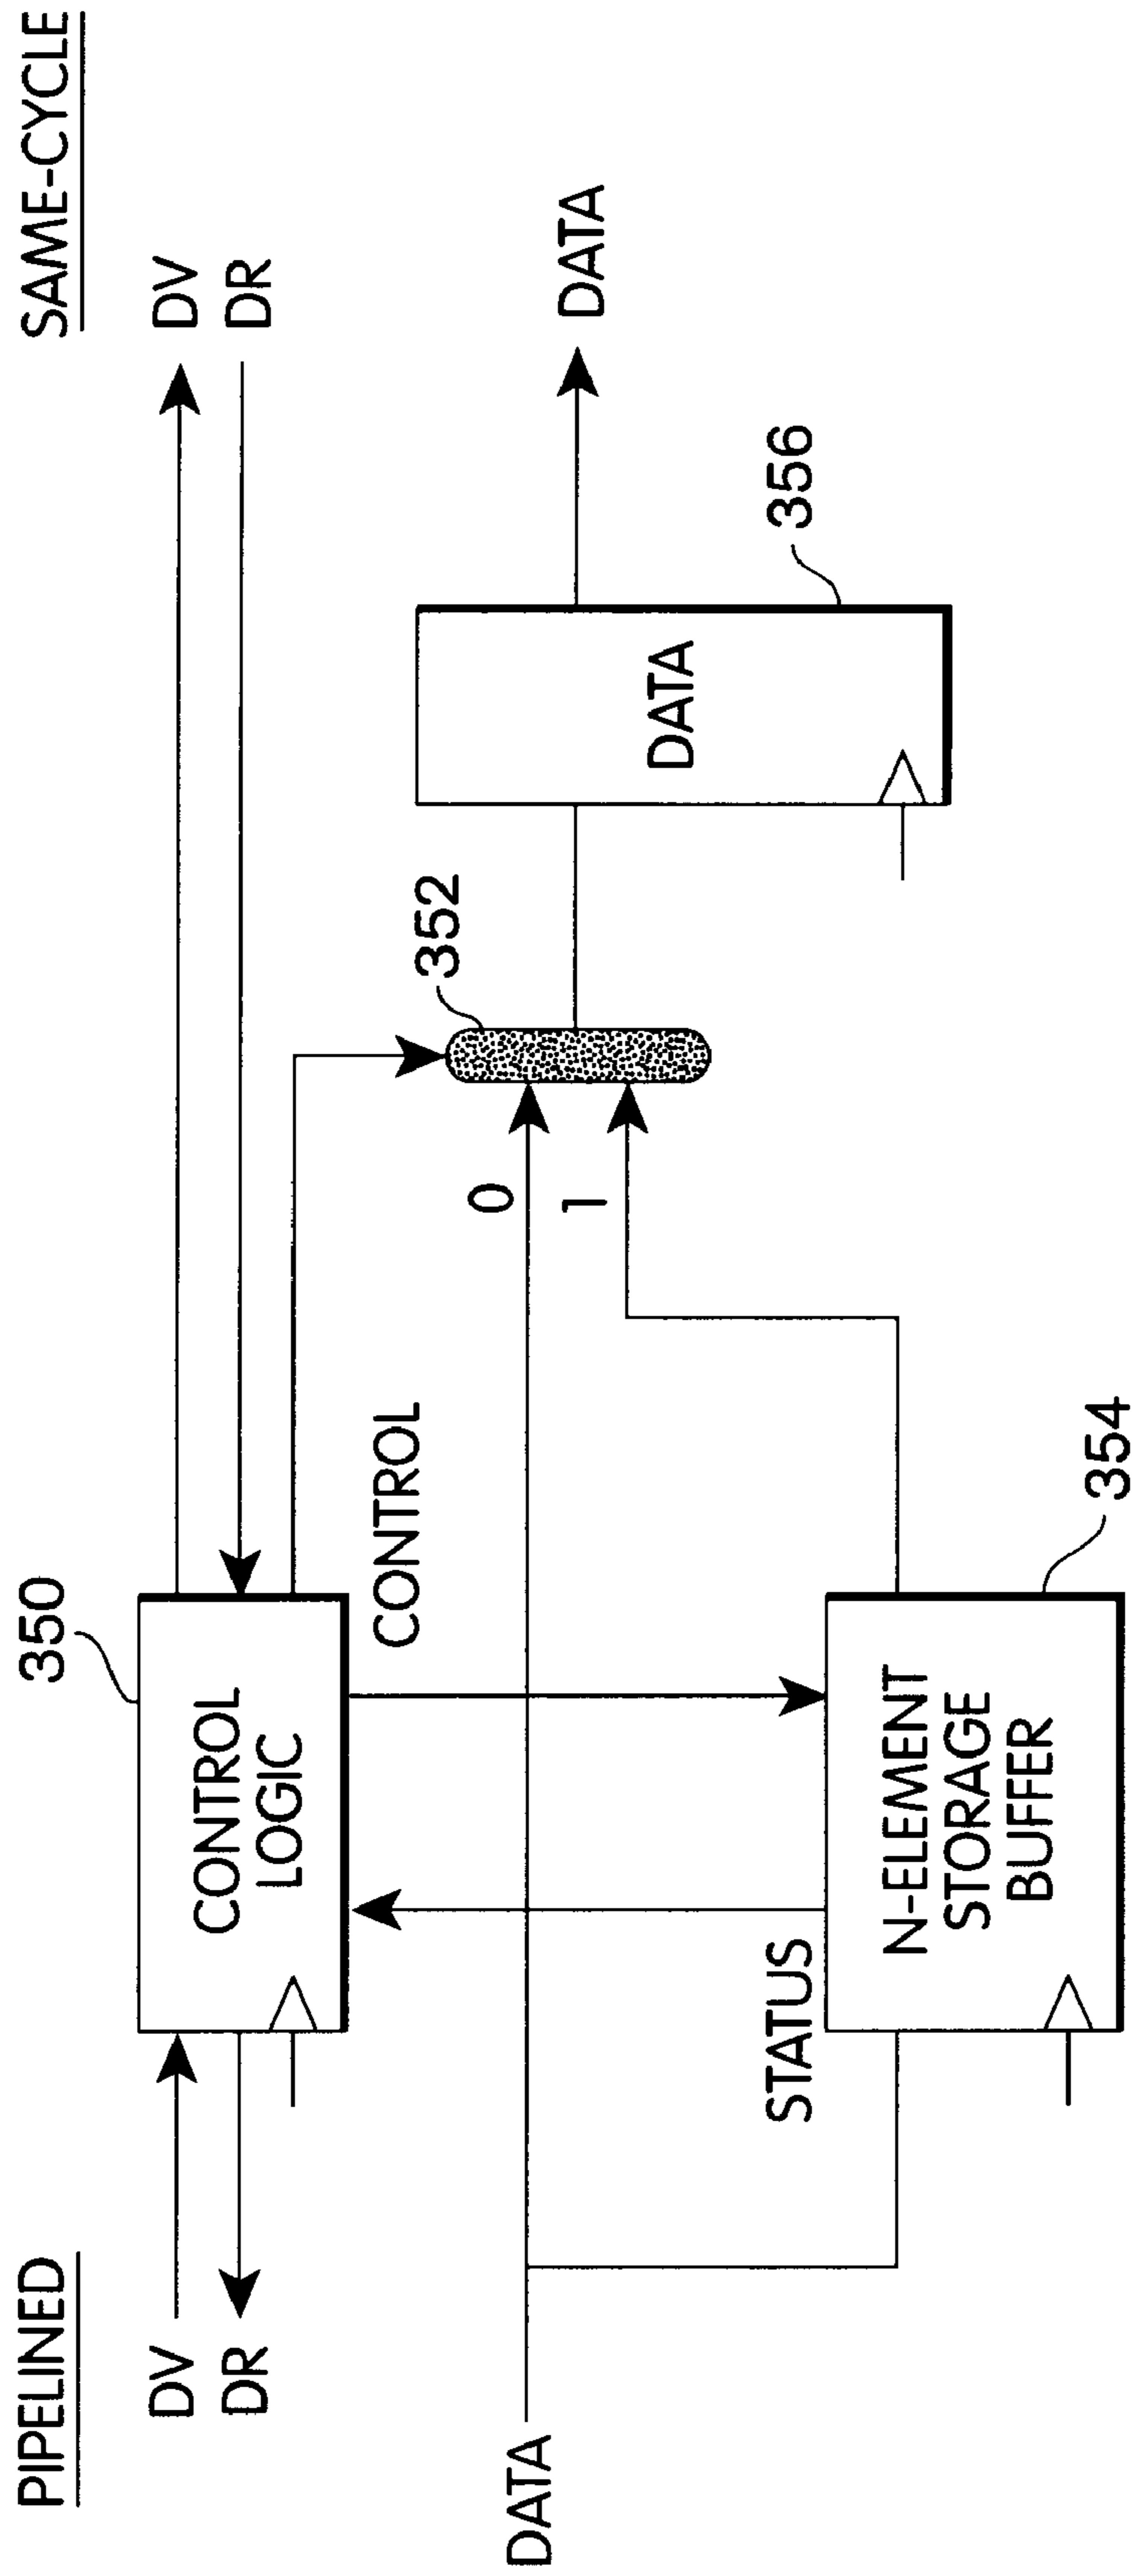 PIPELINED
SAME-CYCLE
350
DV
DR
CONTROL
LOGIC
DV
DR
CONTROL
352
DATA
0
1
DATA
DATA
356
STATUS
N-ELEMENT
STORAGE
BUFFER
354